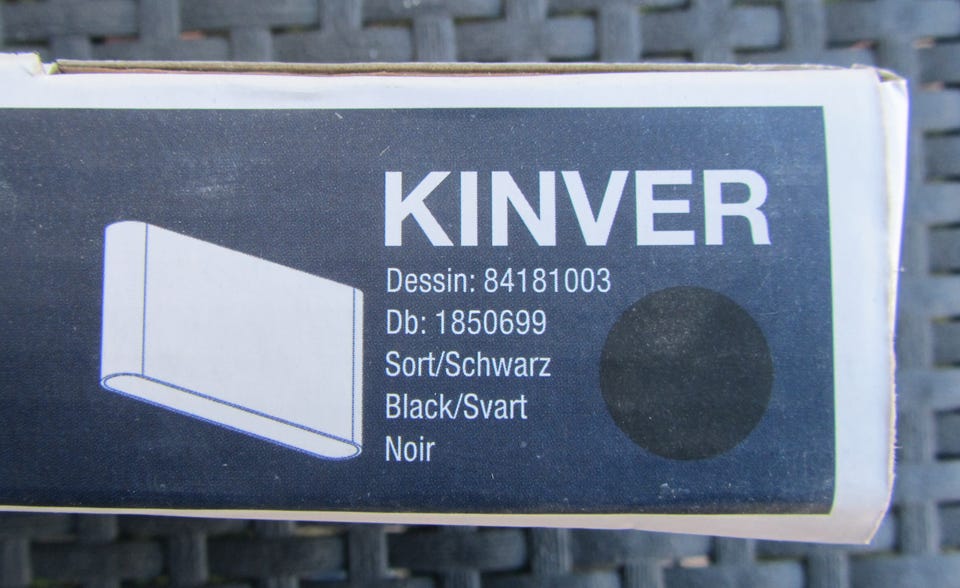 KINVER
Dessin: 84181003
Db: 1850699
Sort/Schwarz
Black/Svart
Noir